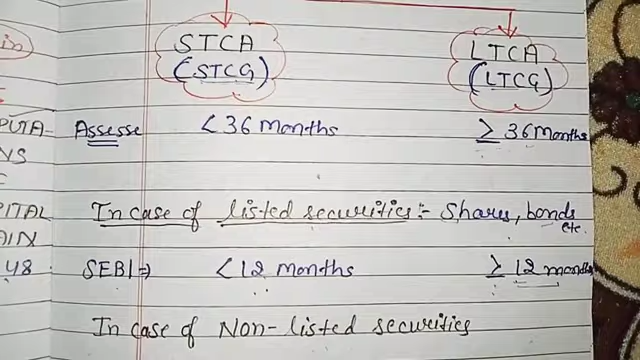 STCA LTCA
(STCG) (LTCG)
Assesse < 36 months ≥ 36 months
In case of listed securities:- Shares, bonds
etc.
SEBI ⇒ < 12 months ≥ 12 months
In case of Non-listed securities